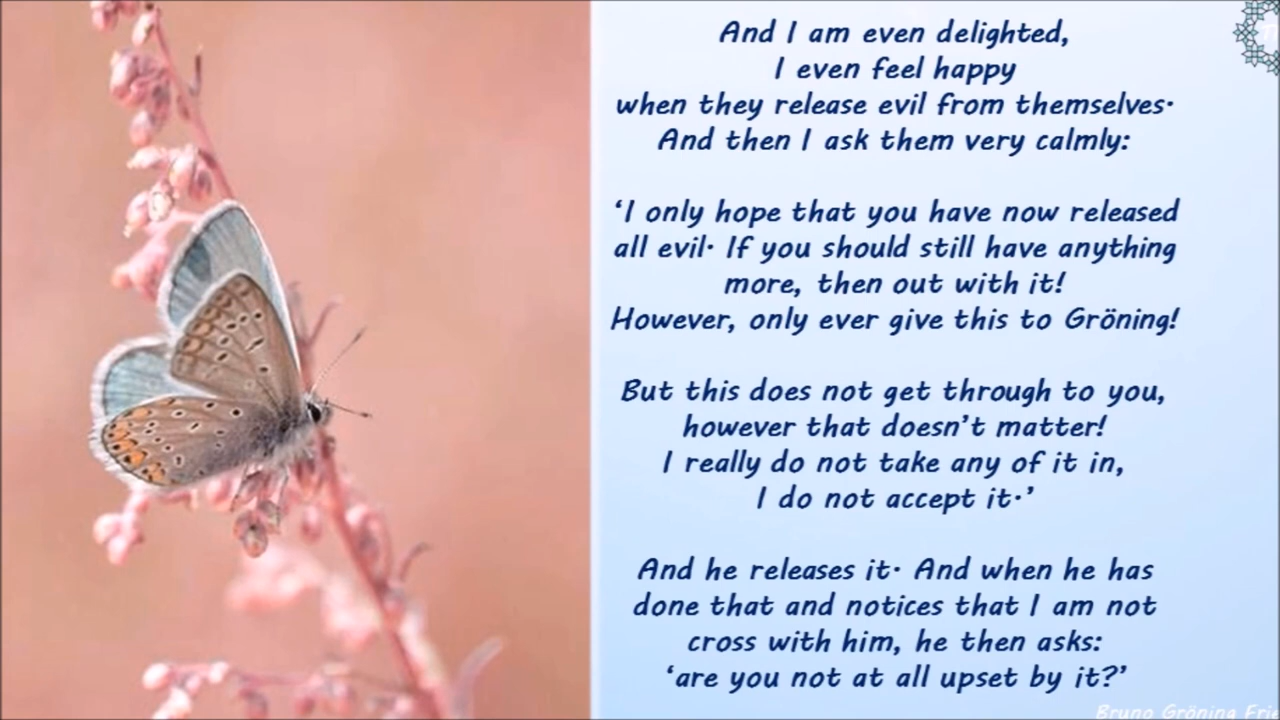 And I am even delighted,
I even feel happy
when they release evil from themselves·
And then I ask them very calmly:
‘I only hope that you have now released
all evil· If you should still have anything
more, then out with it!
However, only ever give this to Gröning!
But this does not get through to you,
however that doesn’t matter!
I really do not take any of it in,
I do not accept it·’
And he releases it· And when he has
done that and notices that I am not
cross with him, he then asks:
‘are you not at all upset by it?’
Bruno Gröning